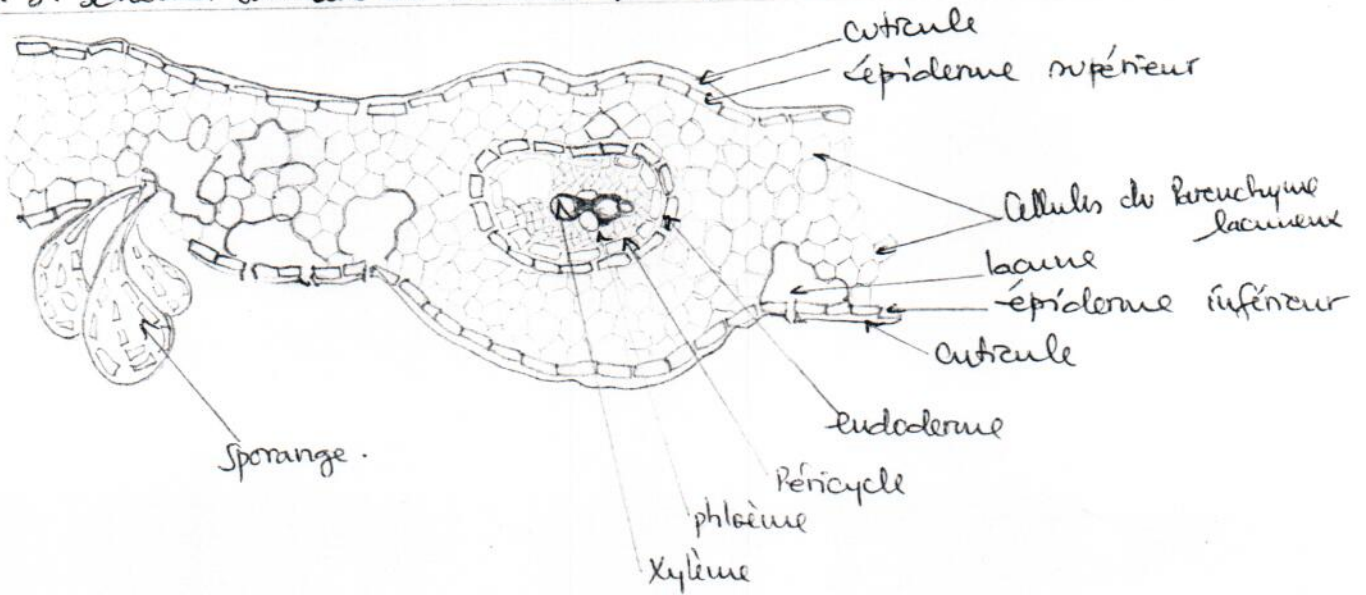 cuticule
épiderme supérieur
Cellules du Parenchyme
lacuneux
lacune
épiderme inférieur
cuticule
endoderme
Péricycle
phloème
Xylème
Sporange.